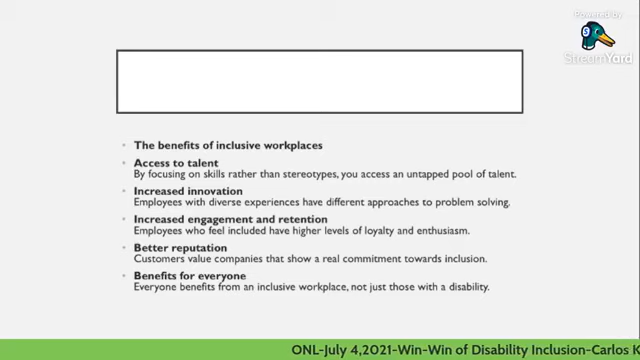 Powered by
StreamYard
The benefits of inclusive workplaces
Access to talent
By focusing on skills rather than stereotypes, you access an untapped pool of talent.
Increased innovation
Employees with diverse experiences have different approaches to problem solving.
Increased engagement and retention
Employees who feel included have higher levels of loyalty and enthusiasm.
Better reputation
Customers value companies that show a real commitment towards inclusion.
Benefits for everyone
Everyone benefits from an inclusive workplace, not just those with a disability.
ONL-July 4,2021-Win-Win of Disability Inclusion-Carlos K